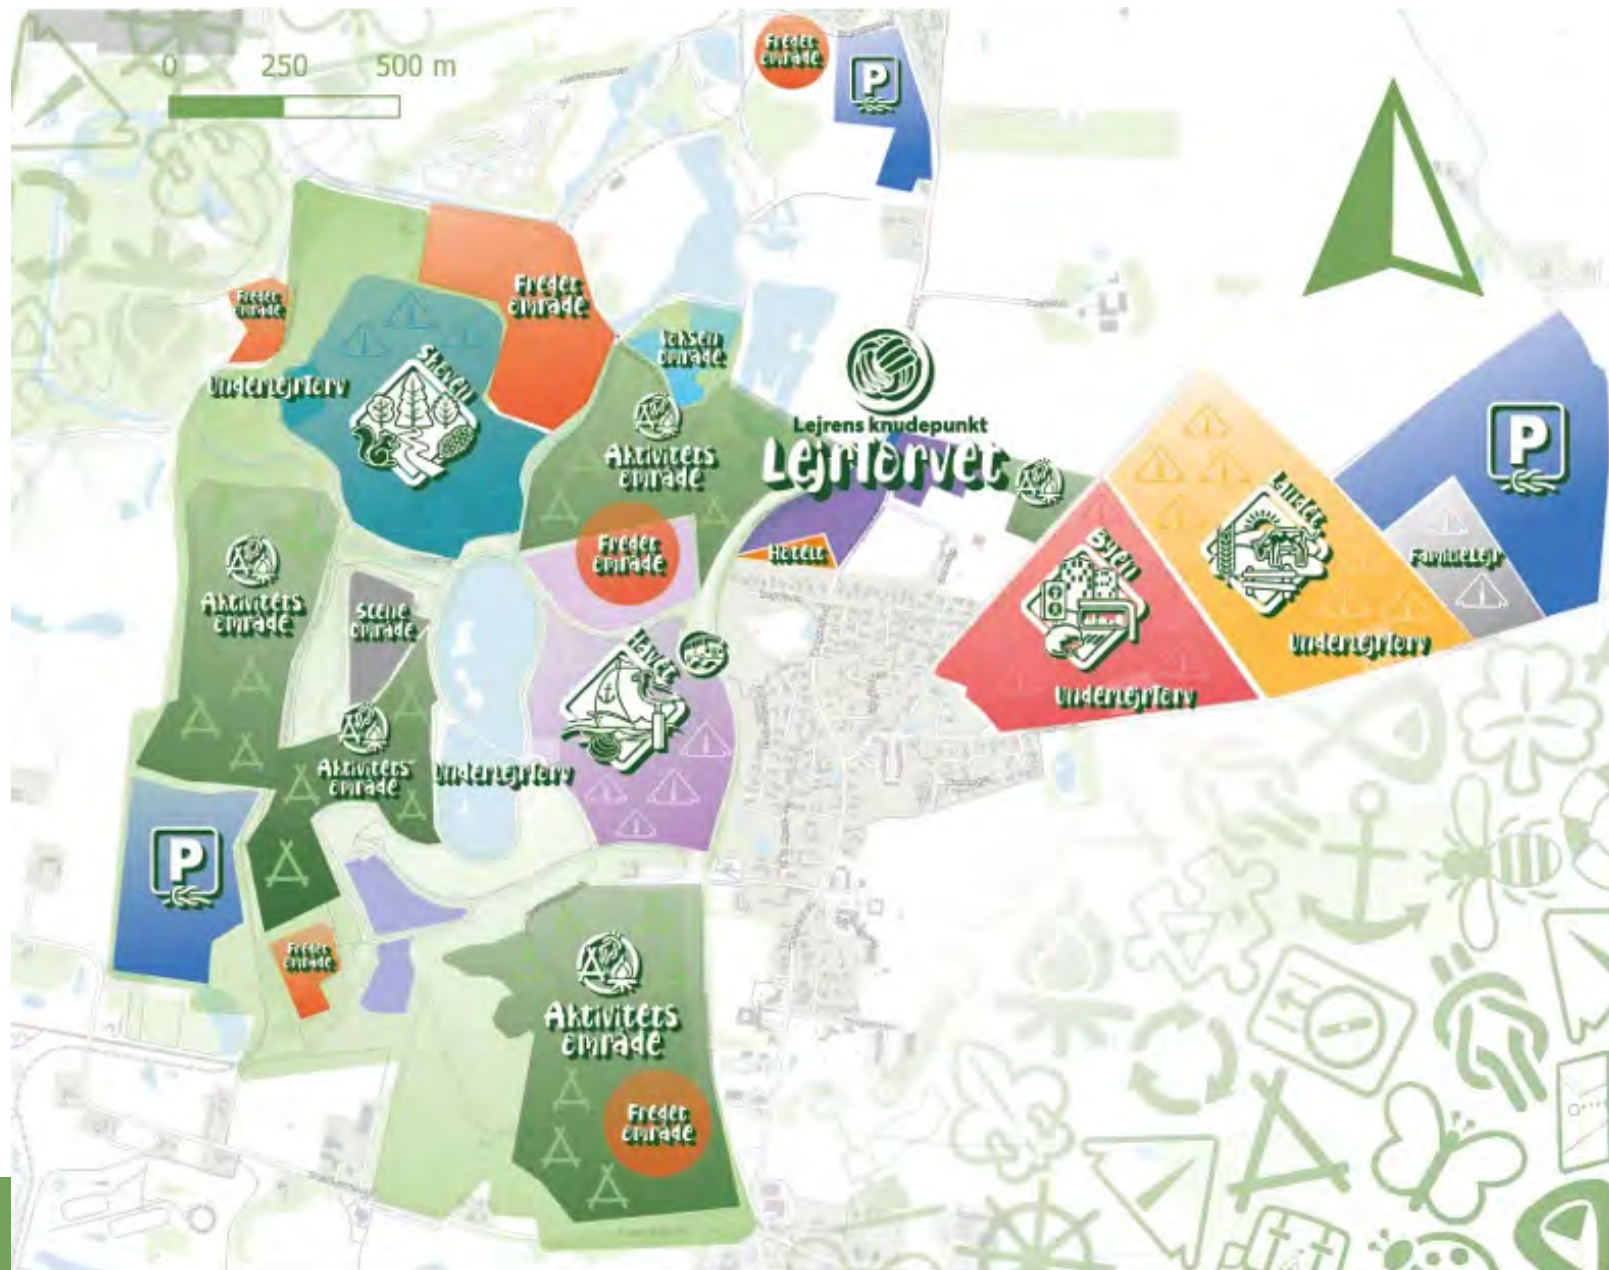 0 250 500 m
Fredet
område
P
Fredet
område
Fredet
område
Voksen
område
Skoven
UnderlejrTorv
Lejrens knudepunkt
LejrTorvet
Aktivitets
område
P
Landet
Byen
Hotelt
Familielejr
Fredet
område
Aktivitets
område
Scene
område
Havet
UnderlejrTorv
UnderlejrTorv
Aktivitets
område
UnderlejrTorv
P
Fredet
område
Aktivitets
område
Fredet
område